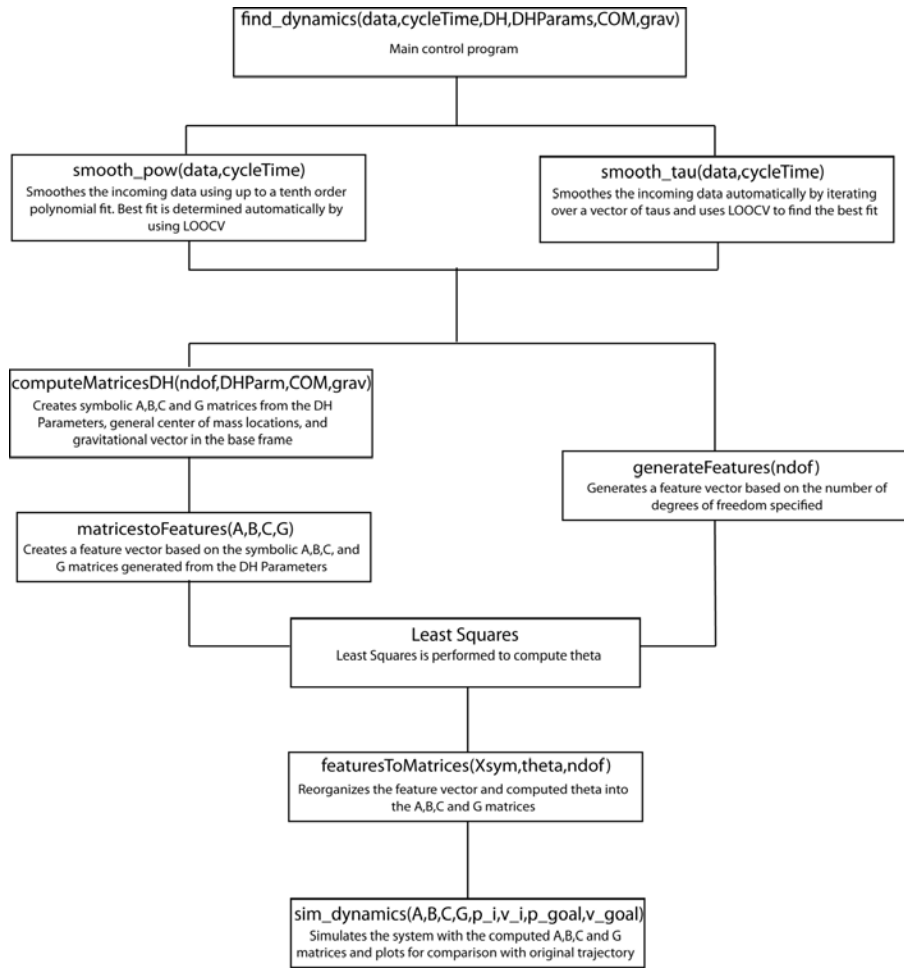 find_dynamics(data,cycleTime,DH,DHParams,COM,grav)
Main control program
smooth_pow(data,cycleTime)
Smoothes the incoming data using up to a tenth order
polynomial fit. Best fit is determined automatically by
using LOOCV
smooth_tau(data,cycleTime)
Smoothes the incoming data automatically by iterating
over a vector of taus and uses LOOCV to find the best fit
computeMatricesDH(ndof,DHParm,COM,grav)
Creates symbolic A,B,C and G matrices from the DH
Parameters, general center of mass locations, and
gravitational vector in the base frame
generateFeatures(ndof)
Generates a feature vector based on the number of
degrees of freedom specified
matricestoFeatures(A,B,C,G)
Creates a feature vector based on the symbolic A,B,C, and
G matrices generated from the DH Parameters
Least Squares
Least Squares is performed to compute theta
featuresToMatrices(Xsym,theta,ndof)
Reorganizes the feature vector and computed theta into
the A,B,C and G matrices
sim_dynamics(A,B,C,G,p_i,v_i,p_goal,v_goal)
Simulates the system with the computed A,B,C and G
matrices and plots for comparison with original trajectory